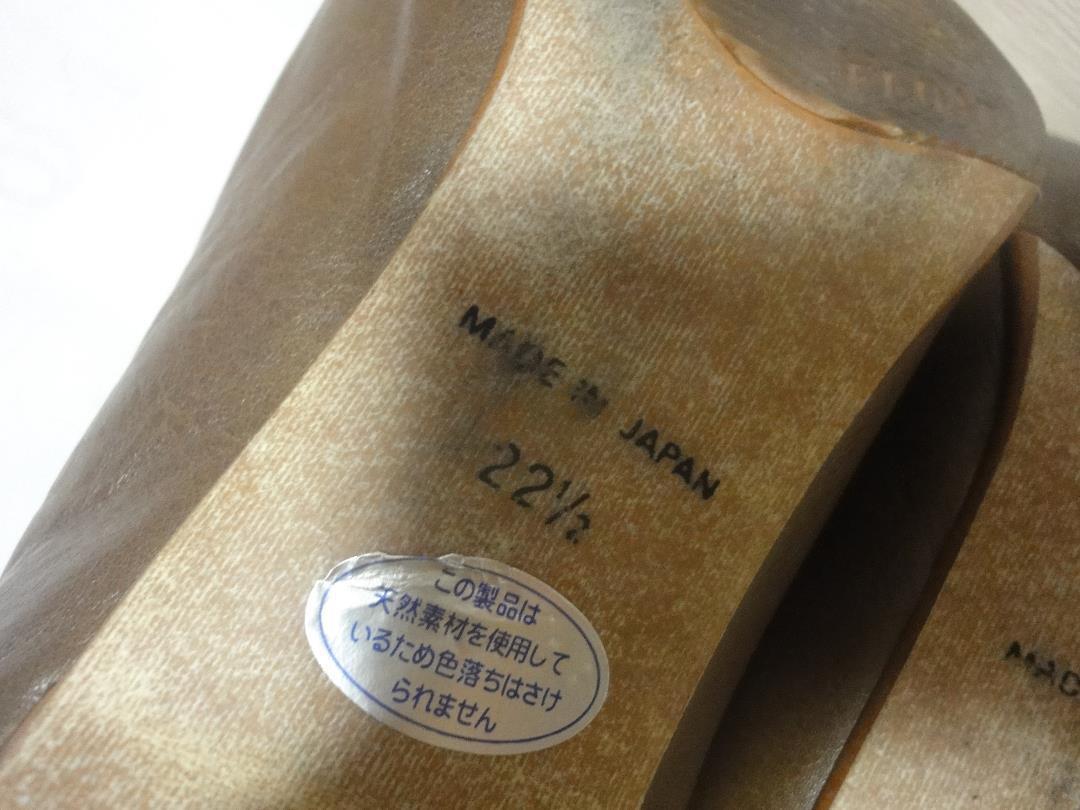 MADE IN JAPAN
22½
この製品は
天然素材を使用して
いるため色落ちはさけ
られません